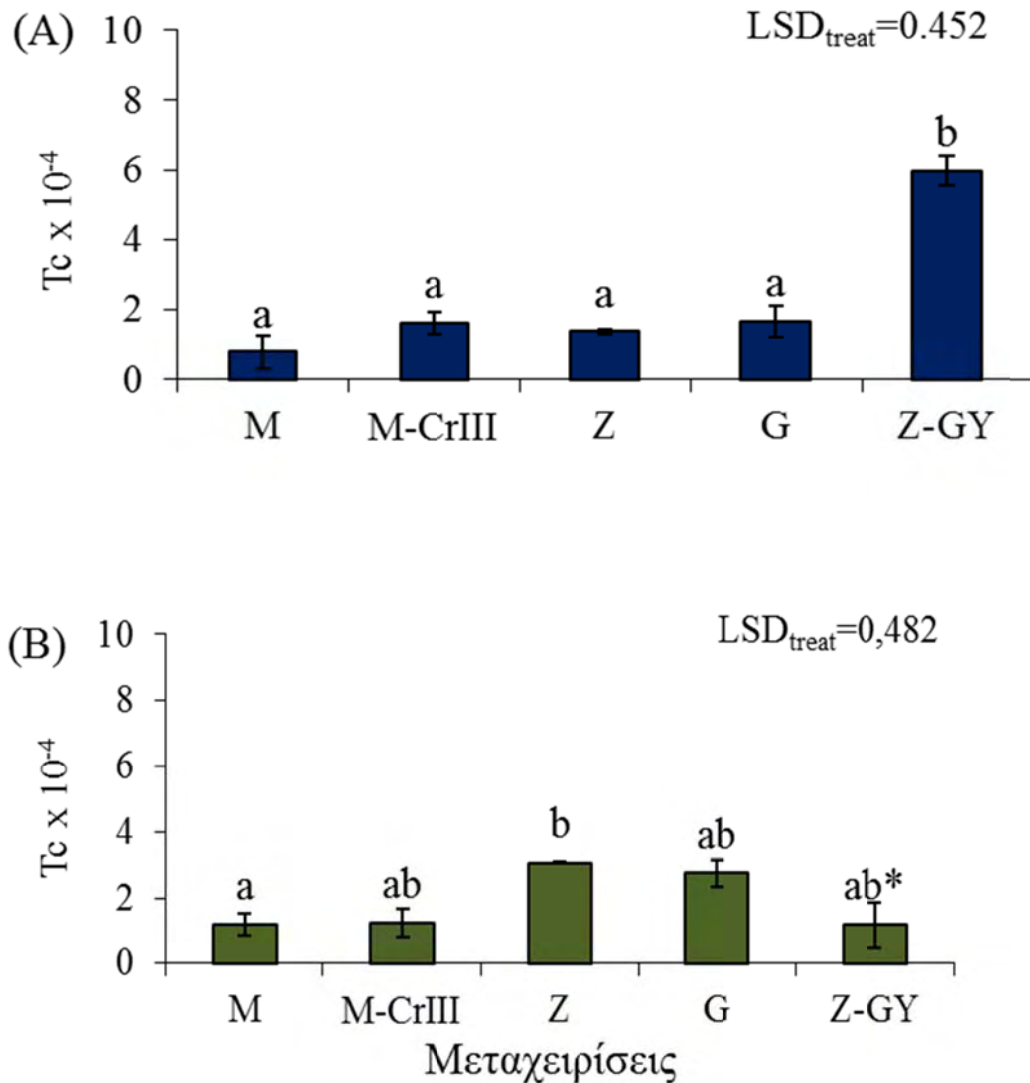 (A)
LSDtreat=0.452
Tc x 10-4
10
8
6
4
2
0
a
a
a
a
b
M M-CrIII Z G Z-GY
(B)
LSDtreat=0,482
Tc x 10-4
10
8
6
4
2
0
a
ab
b
ab
ab*
M M-CrIII Z G Z-GY
Μεταχειρίσεις